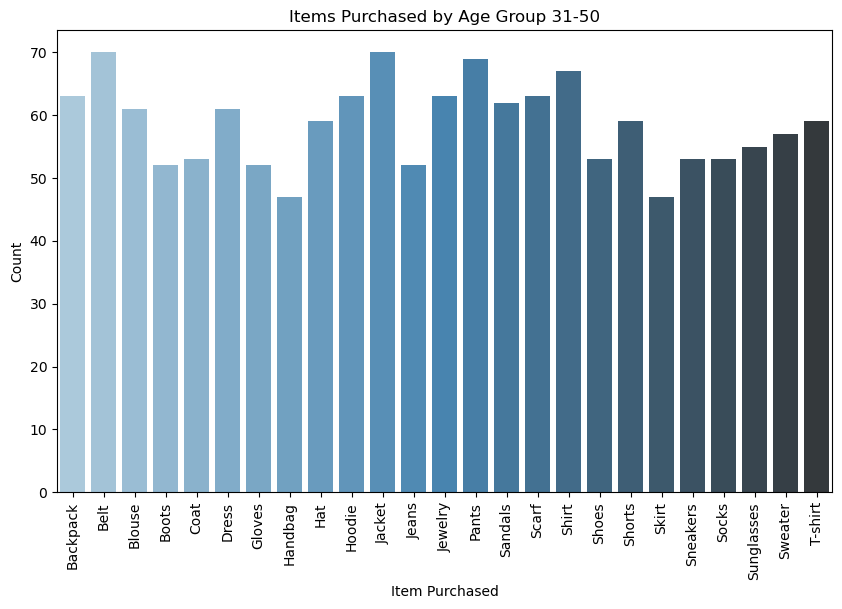 Items Purchased by Age Group 31-50
Count
70
60
50
40
30
20
10
0
Backpack
Belt
Blouse
Boots
Coat
Dress
Gloves
Handbag
Hat
Hoodie
Jacket
Jeans
Jewelry
Pants
Sandals
Scarf
Shirt
Shoes
Shorts
Skirt
Sneakers
Socks
Sunglasses
Sweater
T-shirt
Item Purchased